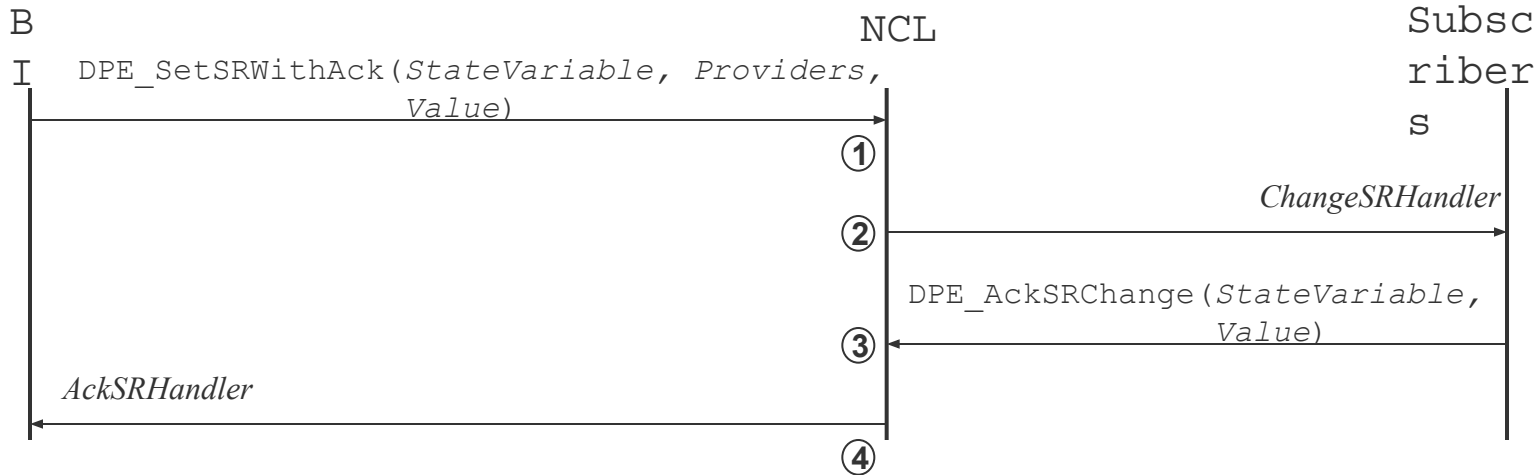 B
I
NCL
Subsc
riber
s
DPE_SetSRWithAck(StateVariable, Providers,
Value)
①
ChangeSRHandler
②
DPE_AckSRChange(StateVariable,
Value)
③
AckSRHandler
④